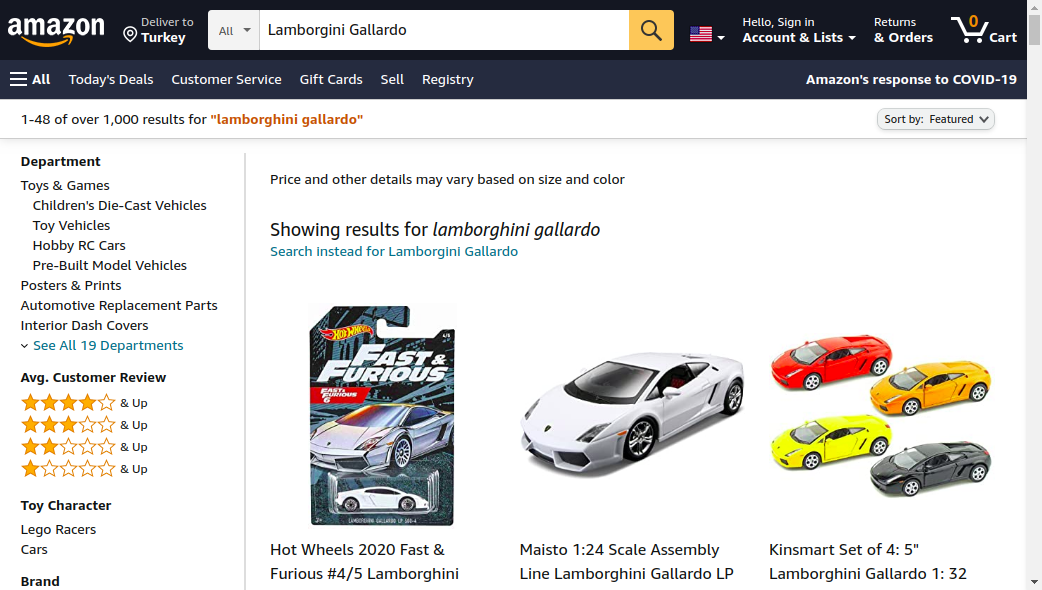 amazon
Deliver to
Turkey
All
Lamborgini Gallardo
Hello, Sign in
Account & Lists
Returns
& Orders
0
Cart
All
Today's Deals
Customer Service
Gift Cards
Sell
Registry
Amazon's response to COVID-19
1-48 of over 1,000 results for "lamborghini gallardo"
Sort by: Featured
Department
Toys & Games
Children's Die-Cast Vehicles
Toy Vehicles
Hobby RC Cars
Pre-Built Model Vehicles
Posters & Prints
Automotive Replacement Parts
Interior Dash Covers
See All 19 Departments
Avg. Customer Review
& Up
& Up
& Up
& Up
Toy Character
Lego Racers
Cars
Brand
Price and other details may vary based on size and color
Showing results for lamborghini gallardo
Search instead for Lamborgini Gallardo
Hot Wheels
4/5
FAST &
FURIOUS
FAST &
FURIOUS
6
Hot Wheels 2020 Fast &
Furious #4/5 Lamborghini
Maisto 1:24 Scale Assembly
Line Lamborghini Gallardo LP
Kinsmart Set of 4: 5"
Lamborghini Gallardo 1: 32